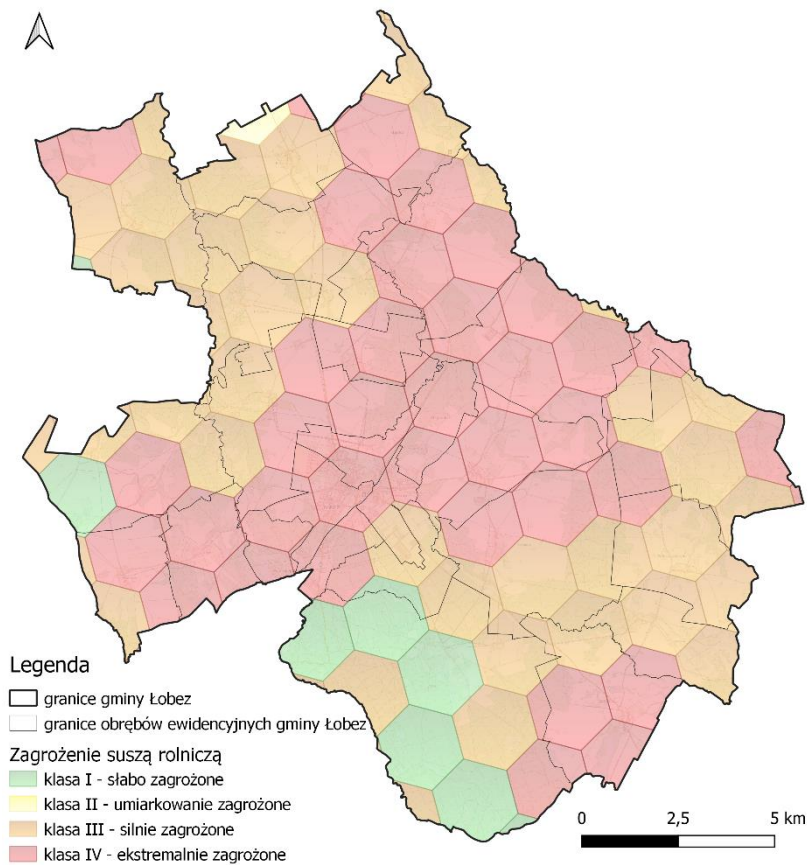 Legenda
granice gminy Łobez
granice obrębów ewidencyjnych gminy Łobez
Zagrożenie suszą rolniczą
klasa I - słabo zagrożone
klasa II - umiarkowanie zagrożone
klasa III - silnie zagrożone
klasa IV - ekstremalnie zagrożone
0 2,5 5 km